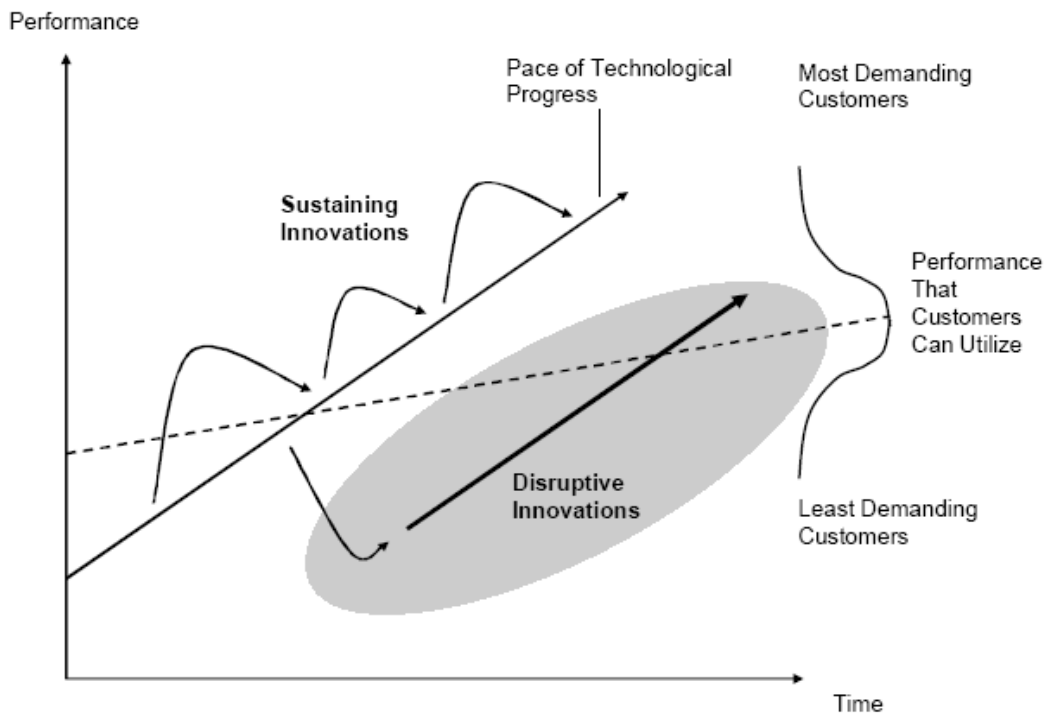 Performance
Pace of Technological
Progress
Most Demanding
Customers
Sustaining
Innovations
Performance
That
Customers
Can Utilize
Disruptive
Innovations
Least Demanding
Customers
Time